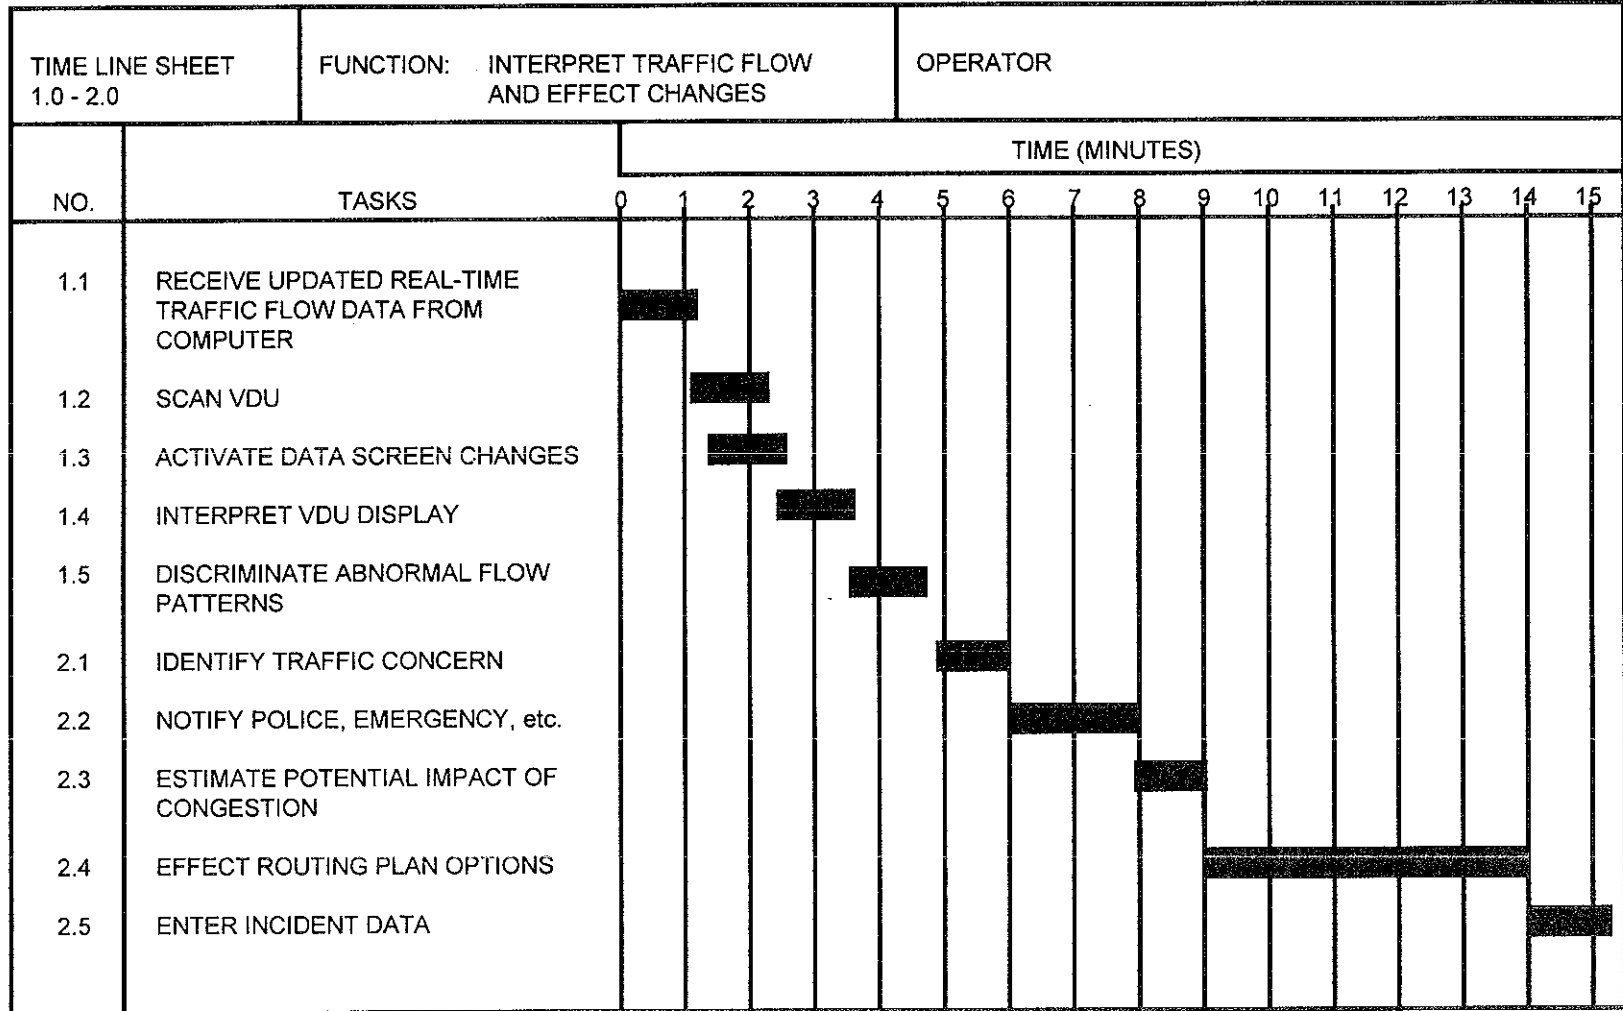 TIME LINE SHEET
1.0 - 2.0
FUNCTION: INTERPRET TRAFFIC FLOW
AND EFFECT CHANGES
OPERATOR
TIME (MINUTES)
NO. TASKS 0 1 2 3 4 5 6 7 8 9 10 11 12 13 14 15
1.1 RECEIVE UPDATED REAL-TIME
TRAFFIC FLOW DATA FROM
COMPUTER
1.2 SCAN VDU
1.3 ACTIVATE DATA SCREEN CHANGES
1.4 INTERPRET VDU DISPLAY
1.5 DISCRIMINATE ABNORMAL FLOW
PATTERNS
2.1 IDENTIFY TRAFFIC CONCERN
2.2 NOTIFY POLICE, EMERGENCY, etc.
2.3 ESTIMATE POTENTIAL IMPACT OF
CONGESTION
2.4 EFFECT ROUTING PLAN OPTIONS
2.5 ENTER INCIDENT DATA